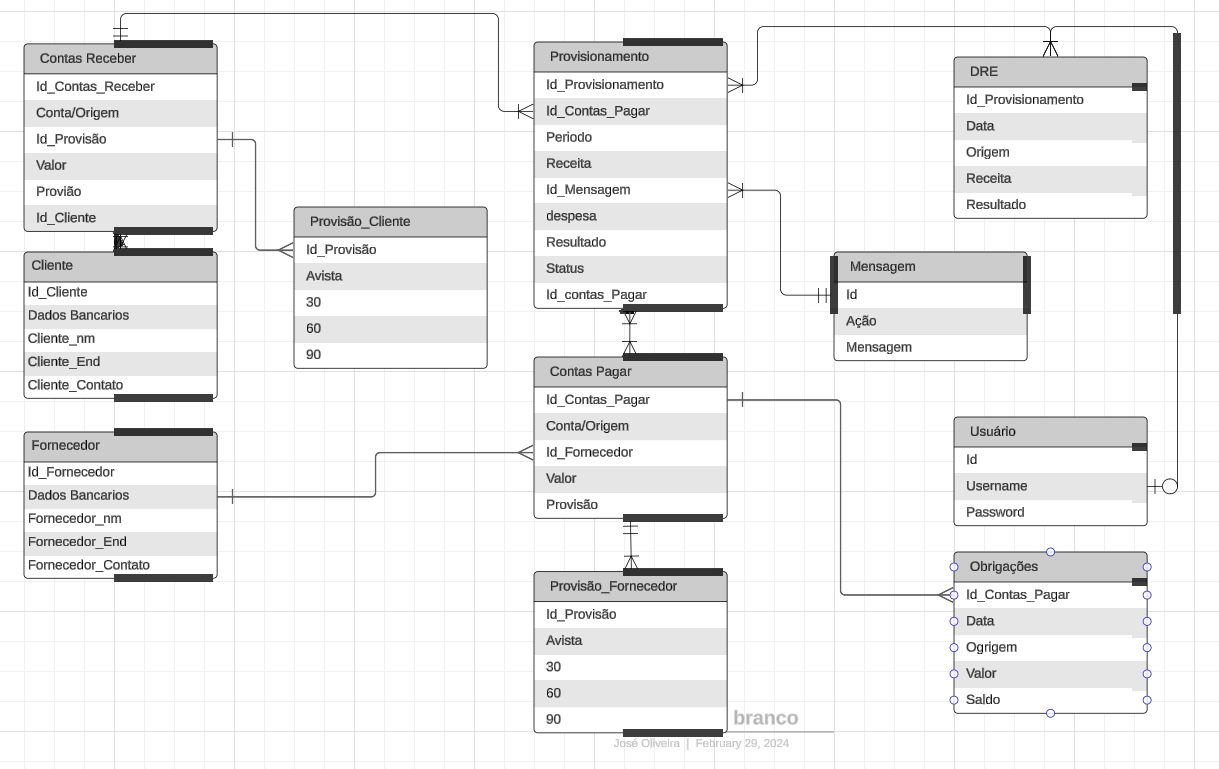 Contas Receber
Id_Contas_Receber
Conta/Origem
Id_Provisão
Valor
Provião
Id_Cliente
Cliente
Id_Cliente
Dados Bancarios
Cliente_nm
Cliente_End
Cliente_Contato
Fornecedor
Id_Fornecedor
Dados Bancarios
Fornecedor_nm
Fornecedor_End
Fornecedor_Contato
Provisão_Cliente
Id_Provisão
Avista
30
60
90
Provisionamento
Id_Provisionamento
Id_Contas_Pagar
Periodo
Receita
Id_Mensagem
despesa
Resultado
Status
Id_contas_Pagar
Contas Pagar
Id_Contas_Pagar
Conta/Origem
Id_Fornecedor
Valor
Provisão
Provisão_Fornecedor
Id_Provisão
Avista
30
60
90
Mensagem
Id
Ação
Mensagem
DRE
Id_Provisionamento
Data
Origem
Receita
Resultado
Usuário
Id
Username
Password
Obrigações
Id_Contas_Pagar
Data
Ogrigem
Valor
Saldo
branco
José Oliveira | February 29, 2024